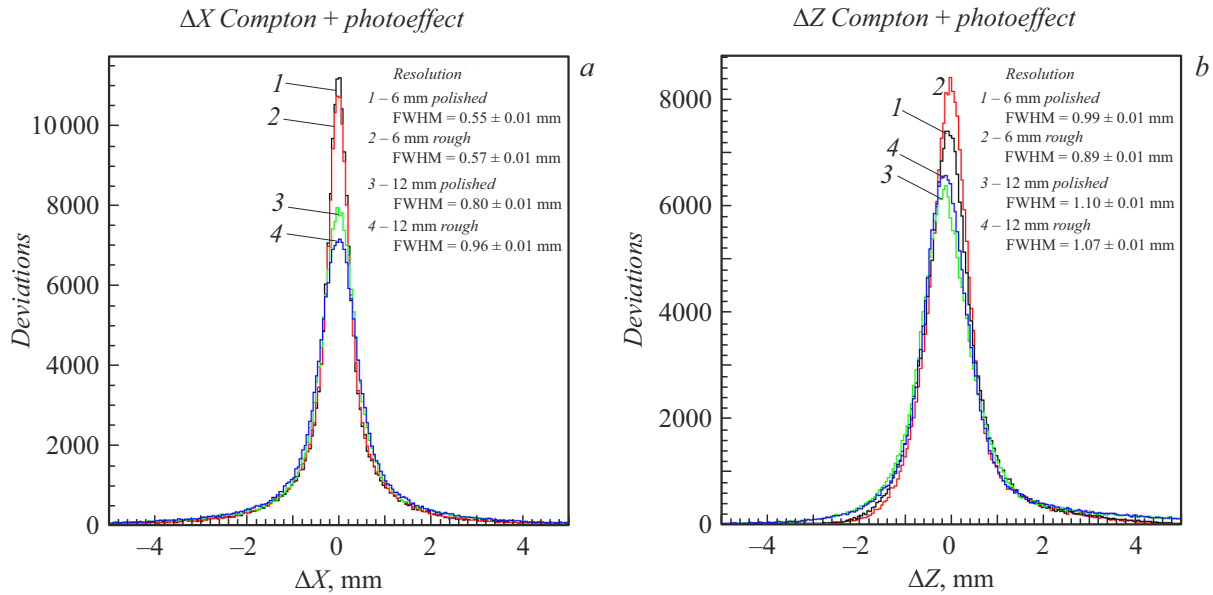 ΔX Compton + photoeffect
a
Resolution
1 – 6 mm polished
FWHM = 0.55 ± 0.01 mm
2 – 6 mm rough
FWHM = 0.57 ± 0.01 mm
3 – 12 mm polished
FWHM = 0.80 ± 0.01 mm
4 – 12 mm rough
FWHM = 0.96 ± 0.01 mm
1
2
3
4
Deviations
10000
8000
6000
4000
2000
0
–4
–2
0
2
4
ΔX, mm
ΔZ Compton + photoeffect
b
Resolution
1 – 6 mm polished
FWHM = 0.99 ± 0.01 mm
2 – 6 mm rough
FWHM = 0.89 ± 0.01 mm
3 – 12 mm polished
FWHM = 1.10 ± 0.01 mm
4 – 12 mm rough
FWHM = 1.07 ± 0.01 mm
2
1
4
3
Deviations
8000
6000
4000
2000
0
–4
–2
0
2
4
ΔZ, mm